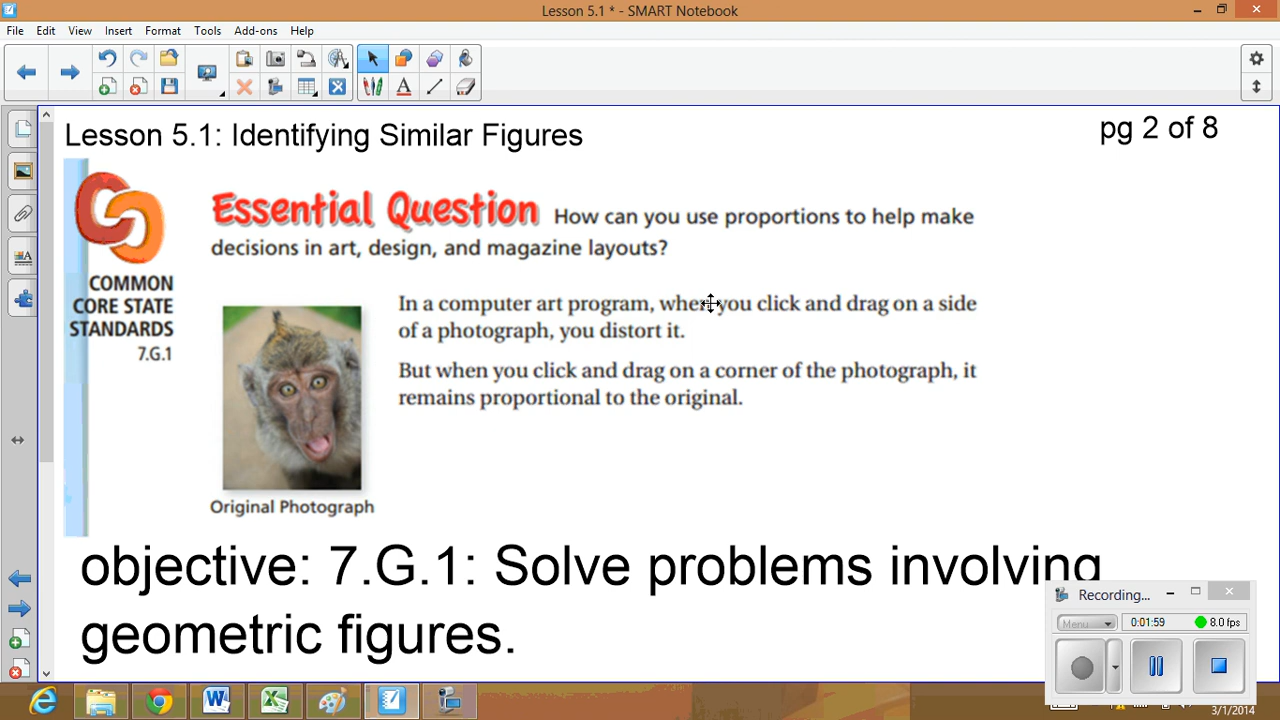 Lesson 5.1 * - SMART Notebook
File Edit View Insert Format Tools Add-ons Help
Lesson 5.1: Identifying Similar Figures
pg 2 of 8
Essential Question How can you use proportions to help make
decisions in art, design, and magazine layouts?
COMMON
CORE STATE
STANDARDS
7.G.1
In a computer art program, when you click and drag on a side
of a photograph, you distort it.
But when you click and drag on a corner of the photograph, it
remains proportional to the original.
Original Photograph
objective: 7.G.1: Solve problems involving
geometric figures.
Recording...
Menu 0:01:59 8.0 fps
3/1/2014